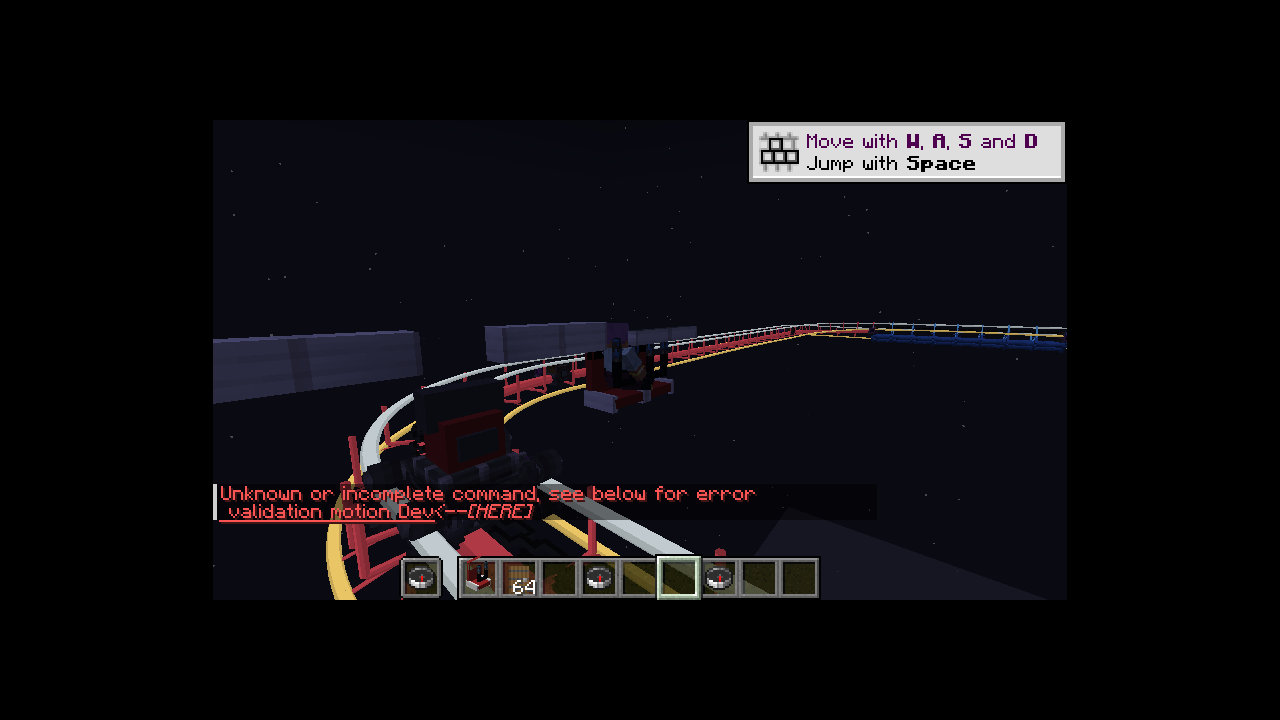 Move with W, A, S and D
Jump with Space
Unknown or incomplete command, see below for error
validation motion Dev<--[HERE]
64